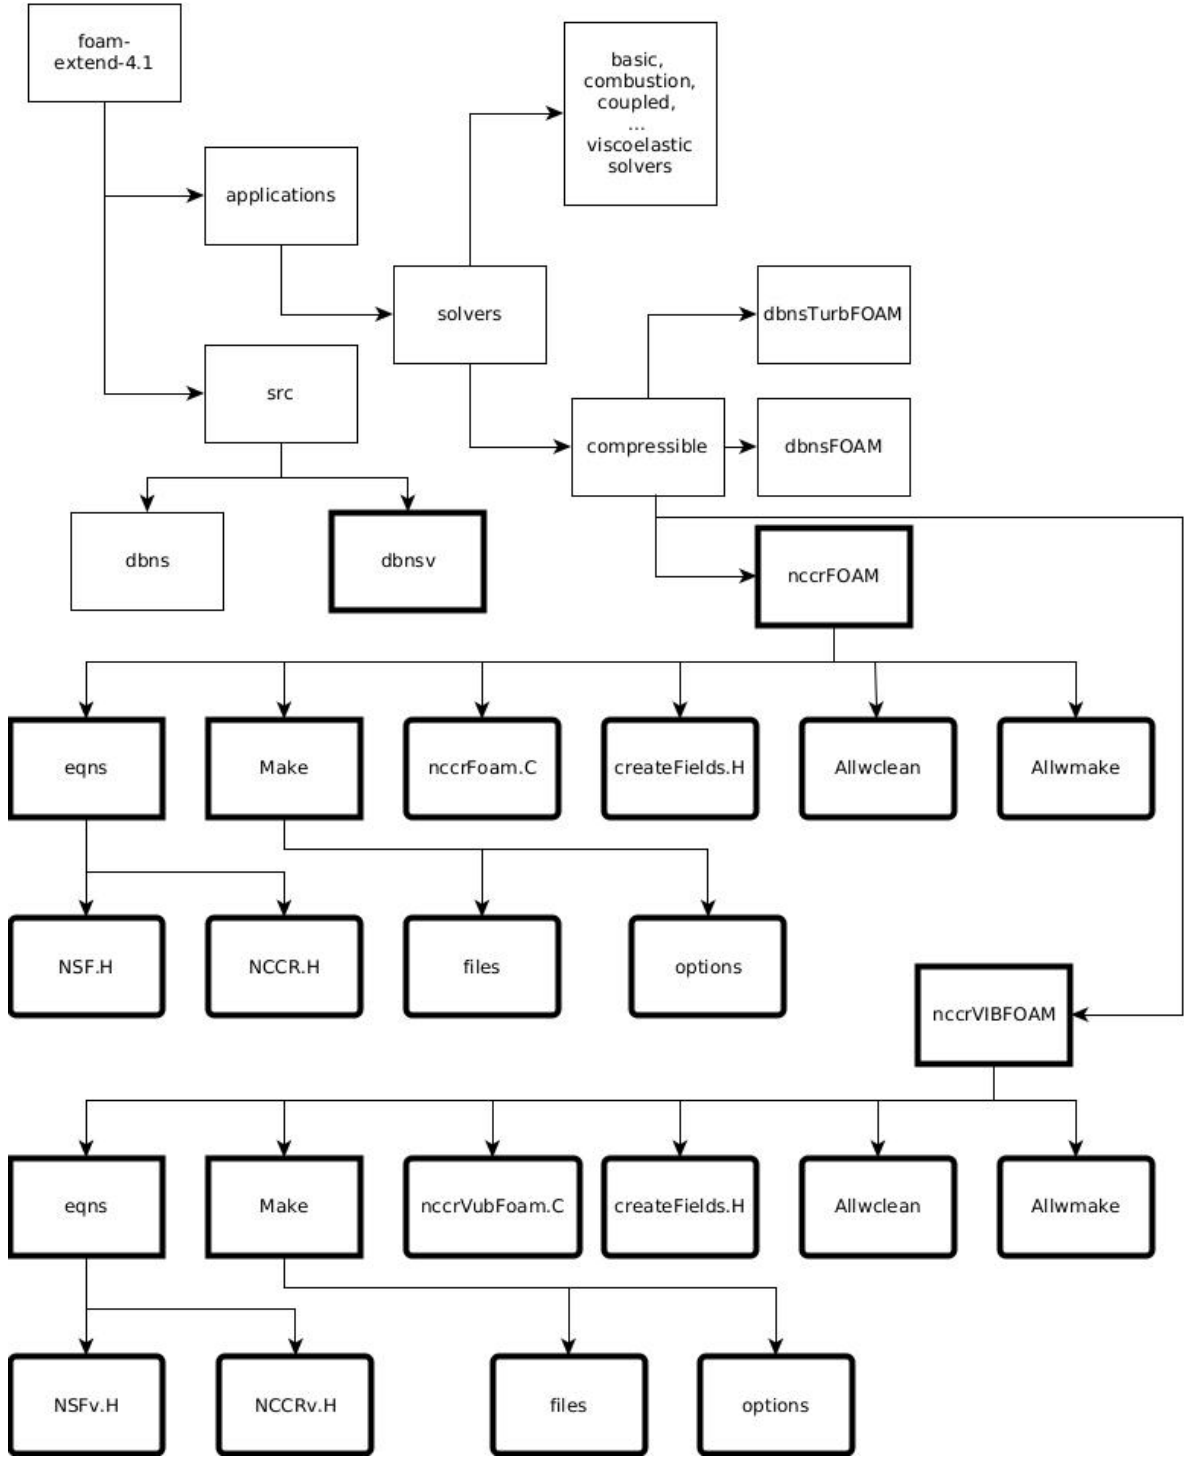 foam-
extend-4.1
basic,
combustion,
coupled,
...
viscoelastic
solvers
applications
solvers
dbnsTurbFOAM
src
compressible
dbnsFOAM
dbns
dbnsv
nccrFOAM
eqns
Make
nccrFoam.C
createFields.H
Allwclean
Allwmake
NSF.H
NCCR.H
files
options
nccrVIBFOAM
eqns
Make
nccrVubFoam.C
createFields.H
Allwclean
Allwmake
NSFv.H
NCCRv.H
files
options